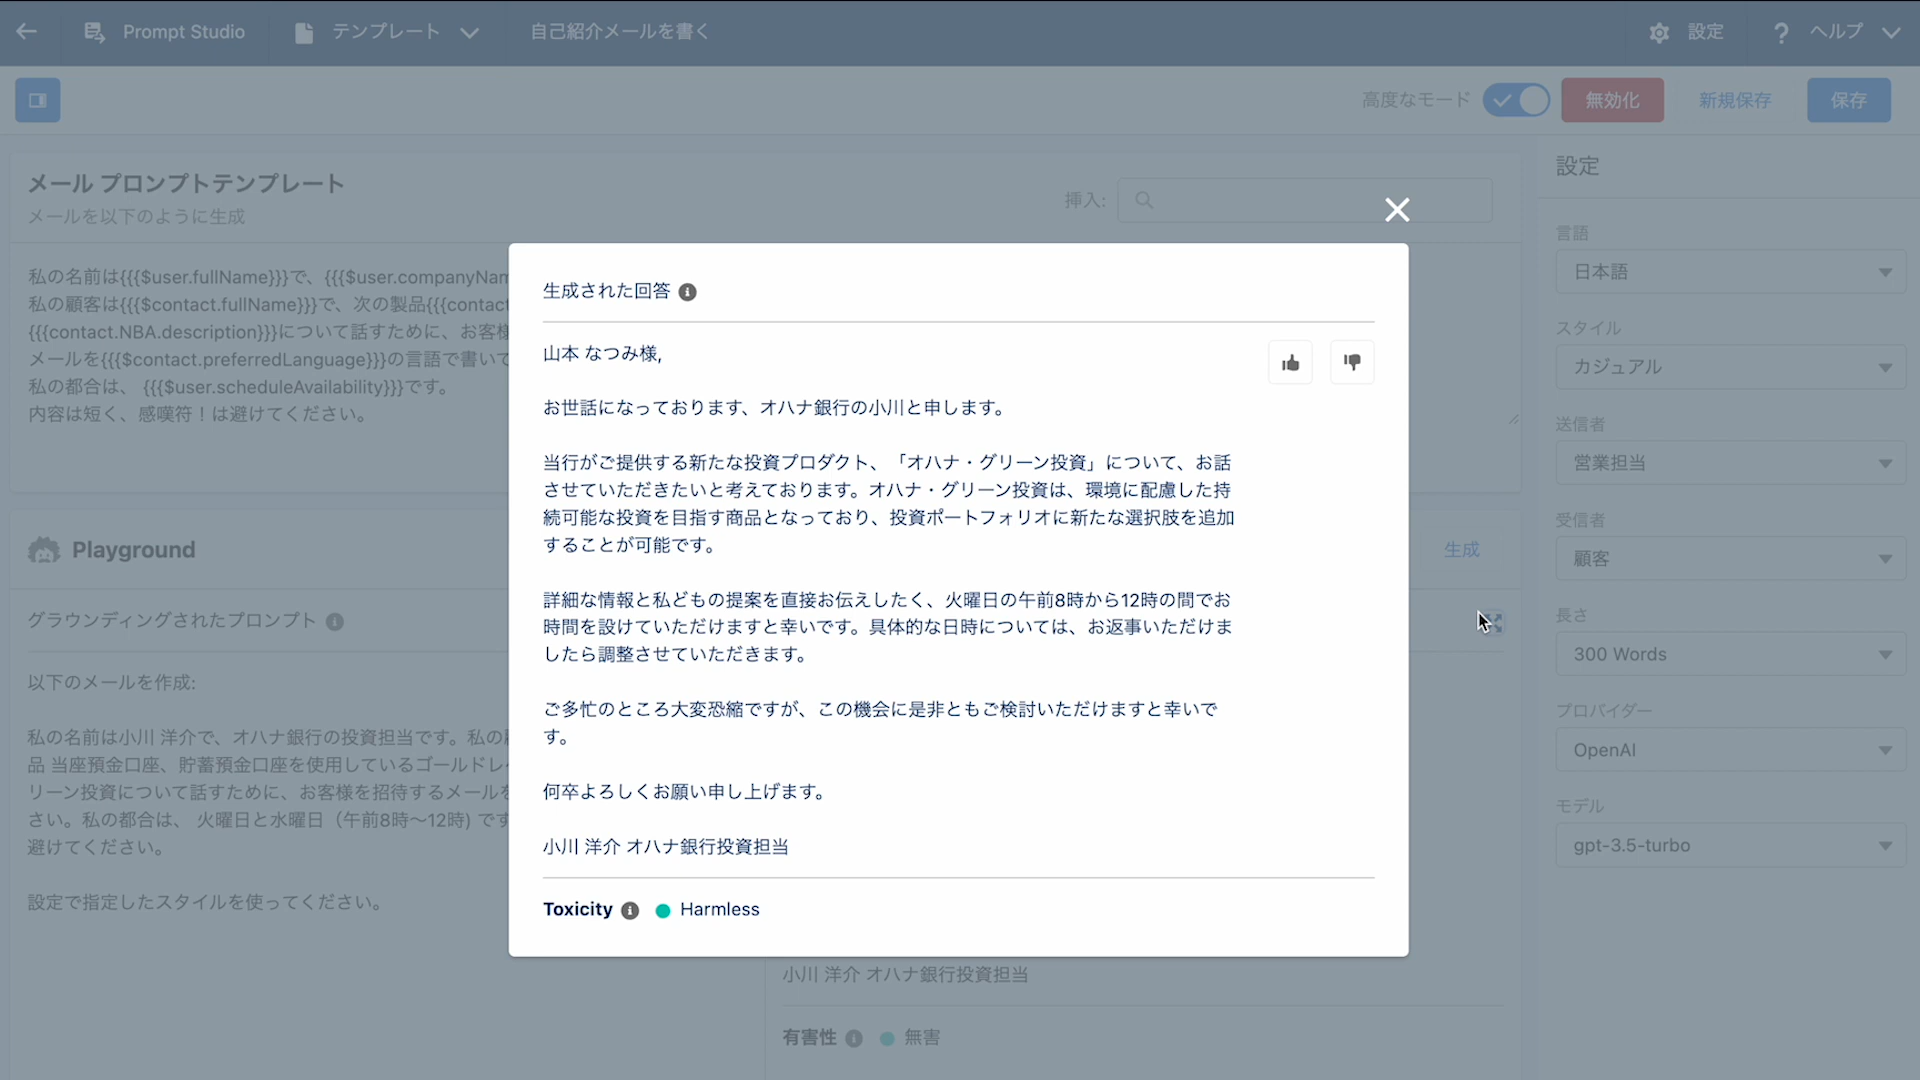 Prompt Studio
テンプレート
自己紹介メールを書く
設定
ヘルプ
高度なモード
無効化
新規保存
保存
メール プロンプトテンプレート
メールを以下のように生成
挿入:
私の名前は{{{$user.fullName}}}で、{{{$user.companyNam
私の顧客は{{{$contact.fullName}}}で、次の製品{{{contact
{{{contact.NBA.description}}}について話すために、お客様
メールを{{{$contact.preferredLanguage}}}の言語で書いて
私の都合は、 {{{$user.scheduleAvailability}}}です。
内容は短く、感嘆符！は避けてください。
Playground
生成
グラウンディングされたプロンプト
以下のメールを作成:
私の名前は小川 洋介で、オハナ銀行の投資担当です。私の
品 当座預金口座、貯蓄預金口座を使用しているゴールドレ
リーン投資について話すために、お客様を招待するメールを
さい。私の都合は、 火曜日と水曜日（午前8時〜12時) です
避けてください。
設定で指定したスタイルを使ってください。
生成された回答
山本 なつみ様,
お世話になっております、オハナ銀行の小川と申します。
当行がご提供する新たな投資プロダクト、「オハナ・グリーン投資」について、お話
させていただきたいと考えております。オハナ・グリーン投資は、環境に配慮した持
続可能な投資を目指す商品となっており、投資ポートフォリオに新たな選択肢を追加
することが可能です。
詳細な情報と私どもの提案を直接お伝えしたく、火曜日の午前8時から12時の間でお
時間を設けていただけますと幸いです。具体的な日時については、お返事いただけま
したら調整させていただきます。
ご多忙のところ大変恐縮ですが、この機会に是非ともご検討いただけますと幸いで
す。
何卒よろしくお願い申し上げます。
小川 洋介 オハナ銀行投資担当
Toxicity
Harmless
小川 洋介 オハナ銀行投資担当
有害性
無害
設定
言語
日本語
スタイル
カジュアル
送信者
営業担当
受信者
顧客
長さ
300 Words
プロバイダー
OpenAI
モデル
gpt-3.5-turbo